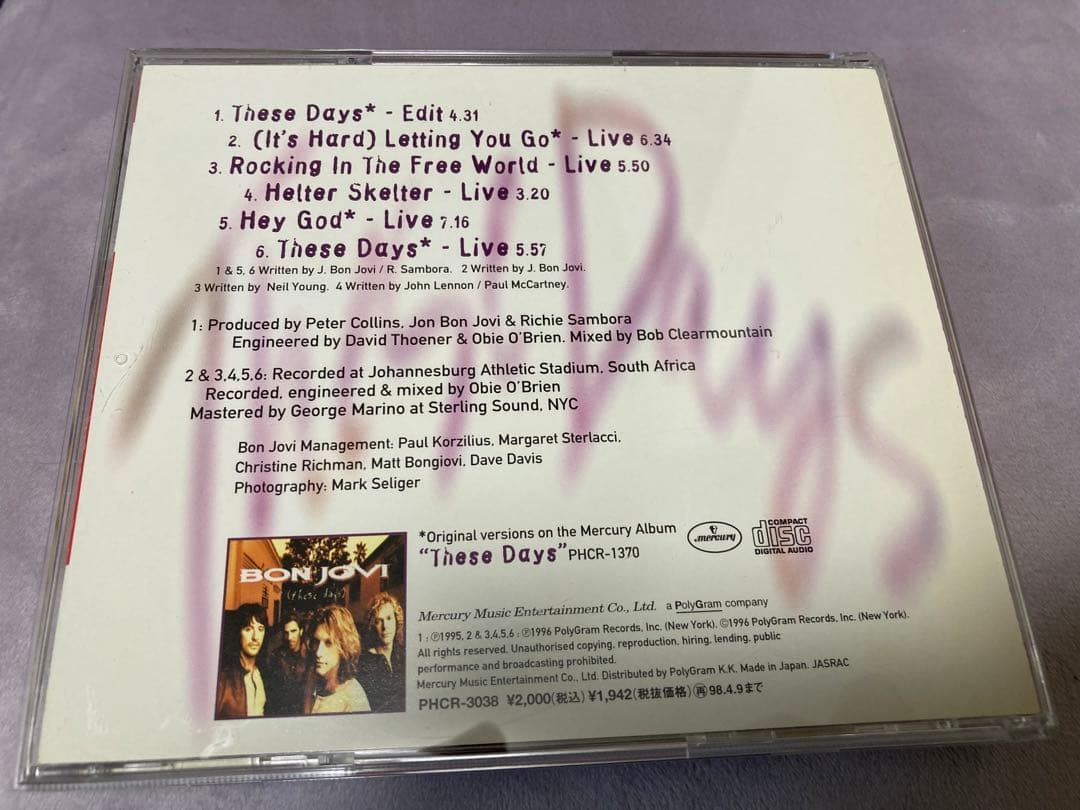 1. These Days* - Edit 4.31
2. (It's Hard) Letting You Go* - Live 6.34
3. Rocking In The Free World - Live 5.50
4. Helter Skelter - Live 3.20
5. Hey God* - Live 7.16
6. These Days* - Live 5.57
1 & 5, 6 Written by J. Bon Jovi / R. Sambora. 2 Written by J. Bon Jovi.
3 Written by Neil Young. 4 Written by John Lennon / Paul McCartney.
1: Produced by Peter Collins, Jon Bon Jovi & Richie Sambora
Engineered by David Thoener & Obie O'Brien. Mixed by Bob Clearmountain
2 & 3,4,5,6: Recorded at Johannesburg Athletic Stadium, South Africa
Recorded, engineered & mixed by Obie O'Brien
Mastered by George Marino at Sterling Sound, NYC
Bon Jovi Management: Paul Korzilius, Margaret Sterlacci,
Christine Richman, Matt Bongiovi, Dave Davis
Photography: Mark Seliger
These Days
*Original versions on the Mercury Album
"These Days" PHCR-1370
mercury
COMPACT
disc
DIGITAL AUDIO
BON JOVI
(these days)
Mercury Music Entertainment Co., Ltd. a PolyGram company
1 : ℗1995, 2 & 3,4,5,6 : ℗1996 PolyGram Records, Inc. (New York), ©1996 PolyGram Records, Inc. (New York).
All rights reserved. Unauthorised copying, reproduction, hiring, lending, public
performance and broadcasting prohibited.
Mercury Music Entertainment Co., Ltd. Distributed by PolyGram K.K. Made in Japan. JASRAC
PHCR-3038 ¥2,000(税込) ¥1,942(税抜価格) ㊢98.4.9まで